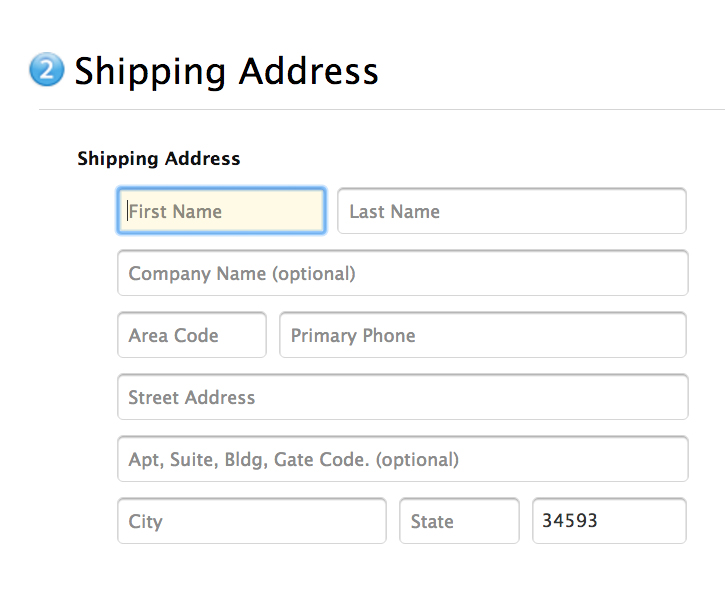 2 Shipping Address
Shipping Address
First Name Last Name
Company Name (optional)
Area Code Primary Phone
Street Address
Apt, Suite, Bldg, Gate Code. (optional)
City State 34593